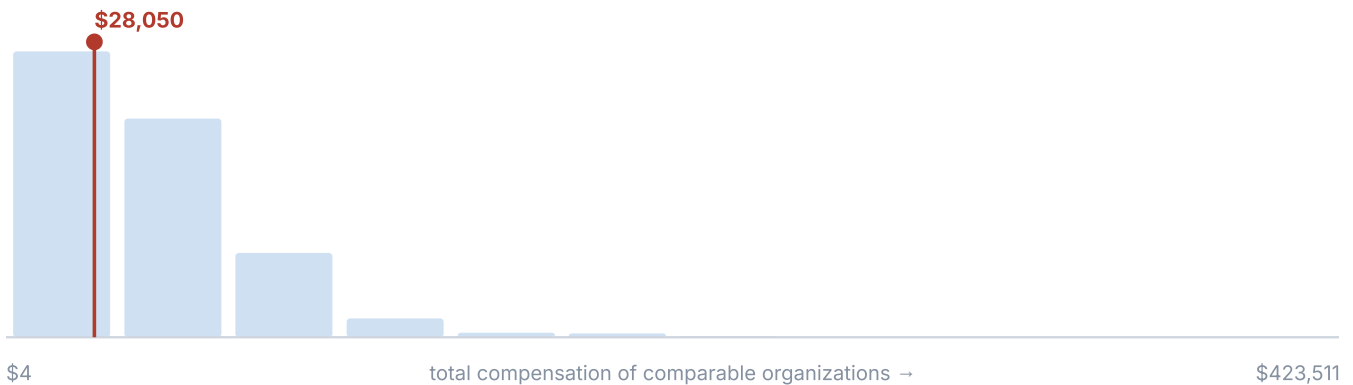 $28,050
$4
total compensation of comparable organizations →
$423,511